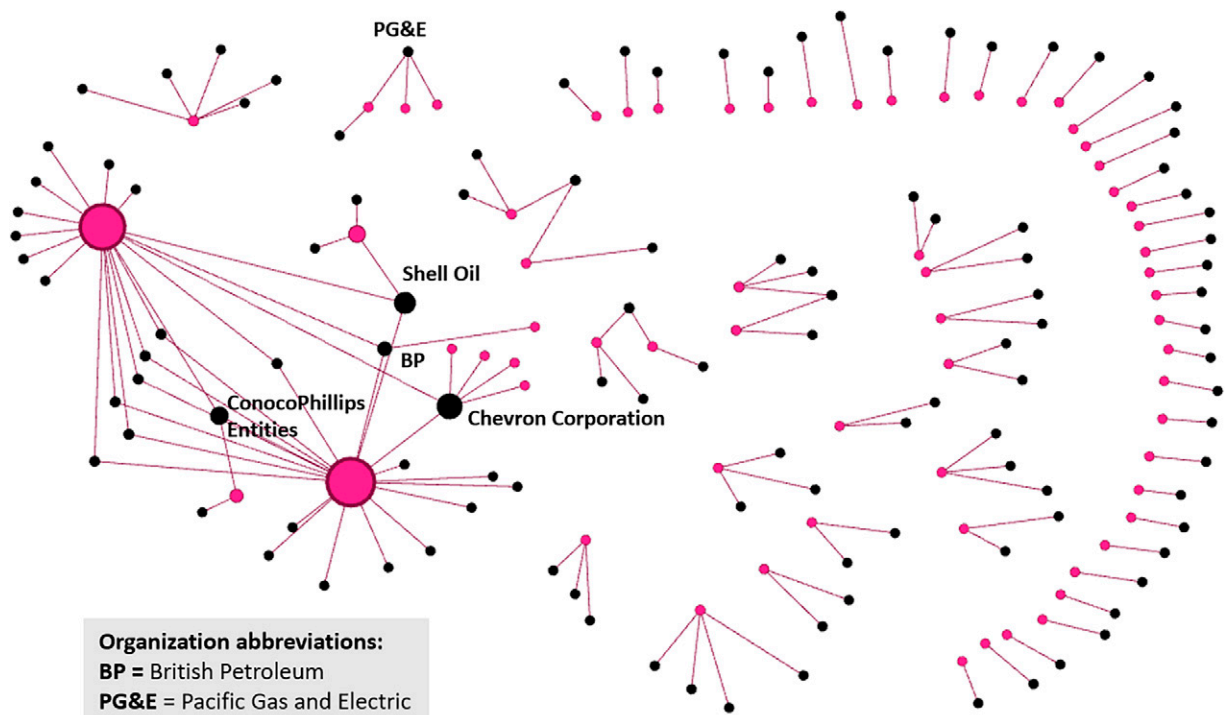 PG&E
Shell Oil
BP
ConocoPhillips
Entities
Chevron Corporation
Organization abbreviations:
BP = British Petroleum
PG&E = Pacific Gas and Electric